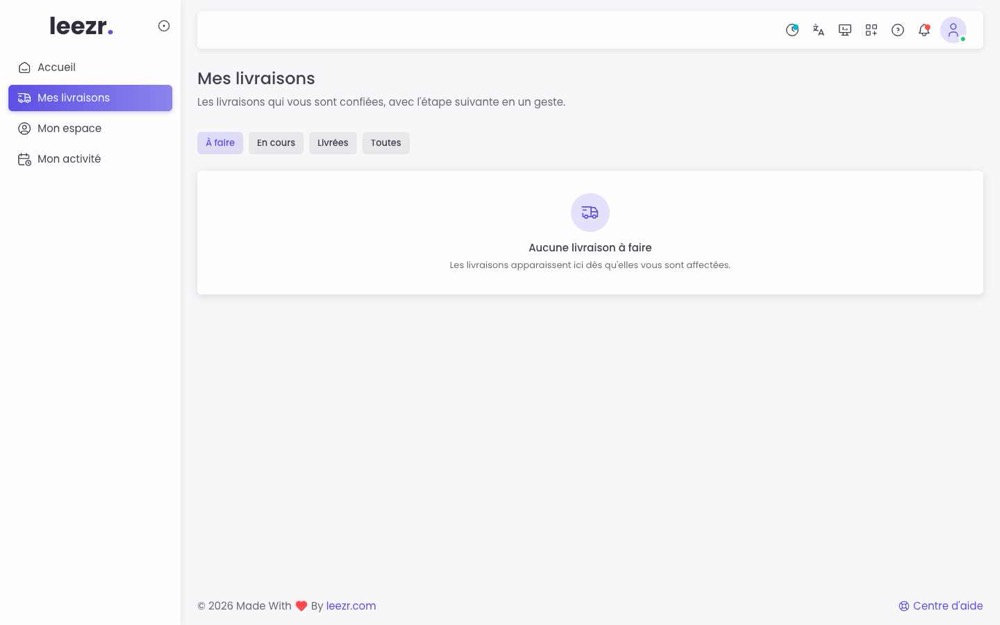 leezr.
Accueil
Mes livraisons
Mon espace
Mon activité
Mes livraisons
Les livraisons qui vous sont confiées, avec l'étape suivante en un geste.
À faire
En cours
Livrées
Toutes
Aucune livraison à faire
Les livraisons apparaissent ici dès qu'elles vous sont affectées.
© 2026 Made With ❤ By leezr.com
Centre d'aide